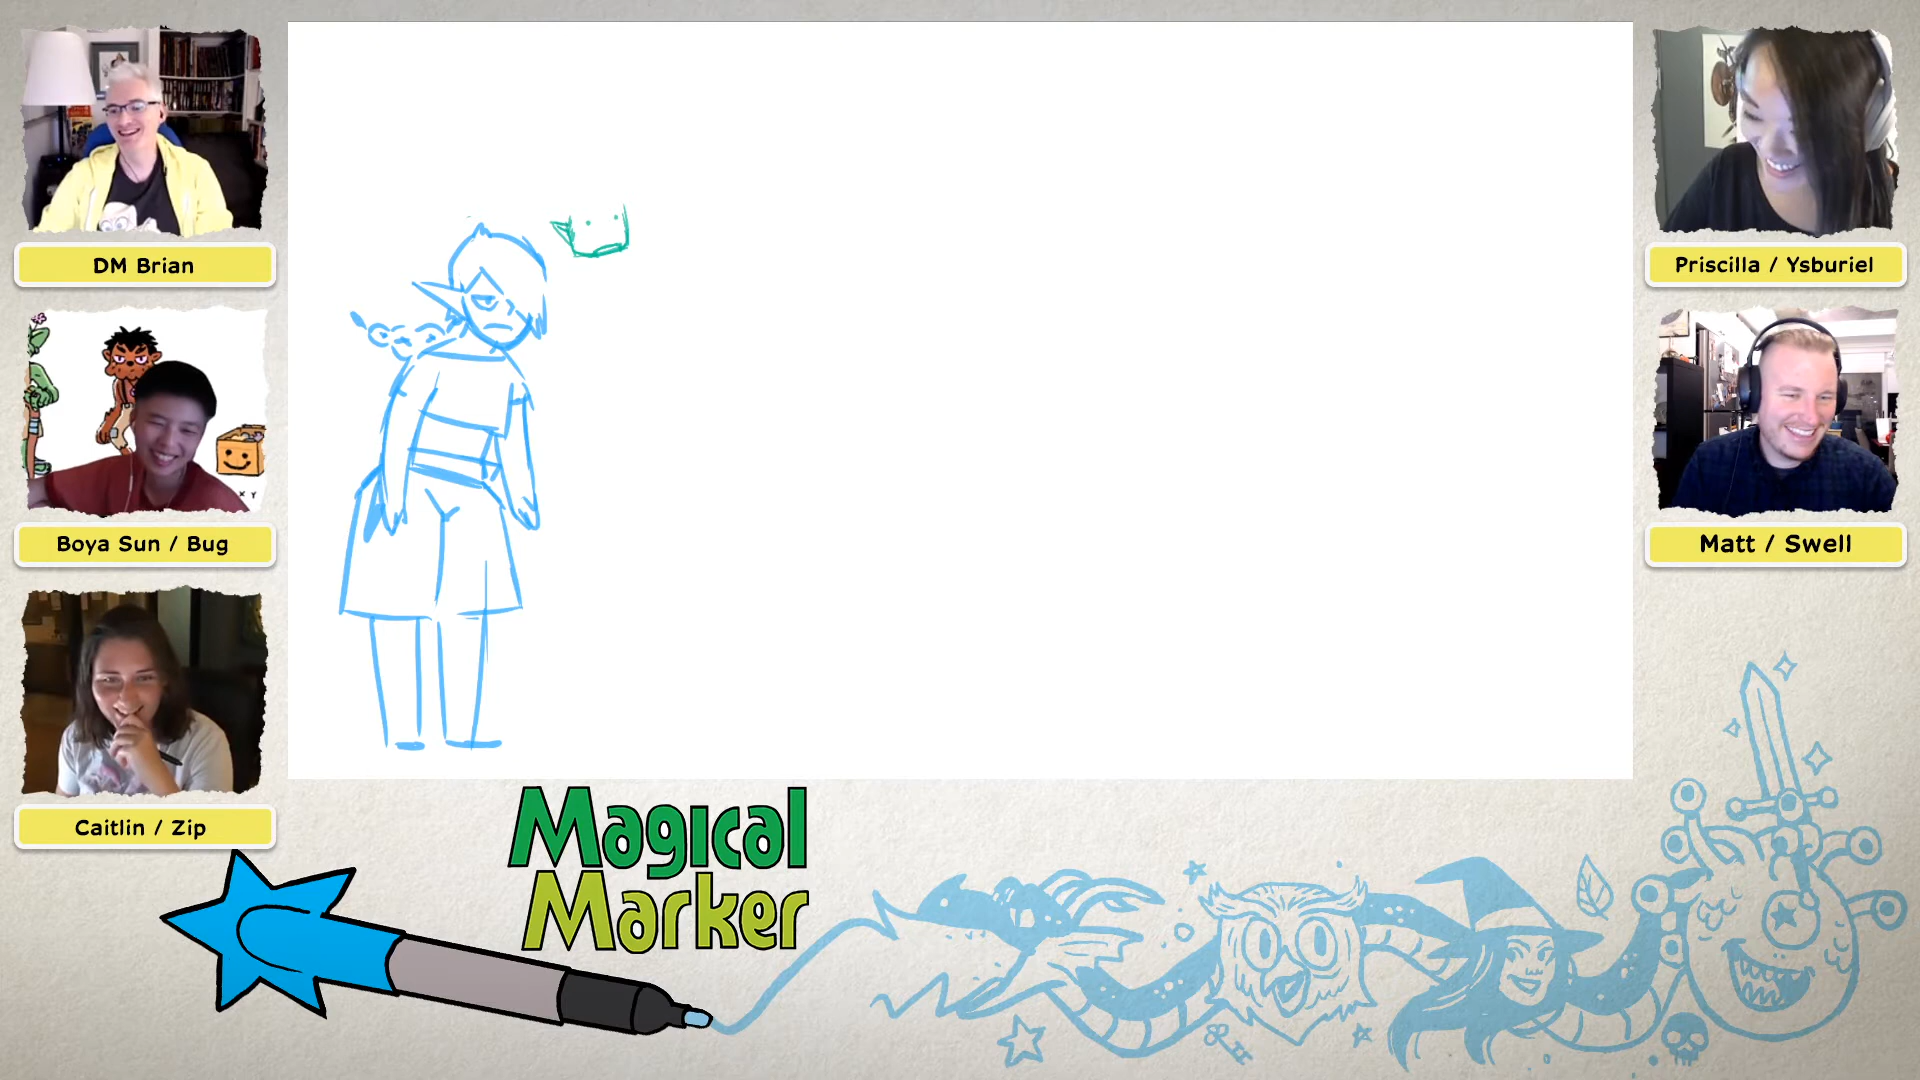 DM Brian
Boya Sun / Bug
Caitlin / Zip
Priscilla / Ysburiel
Matt / Swell
Magical
Marker